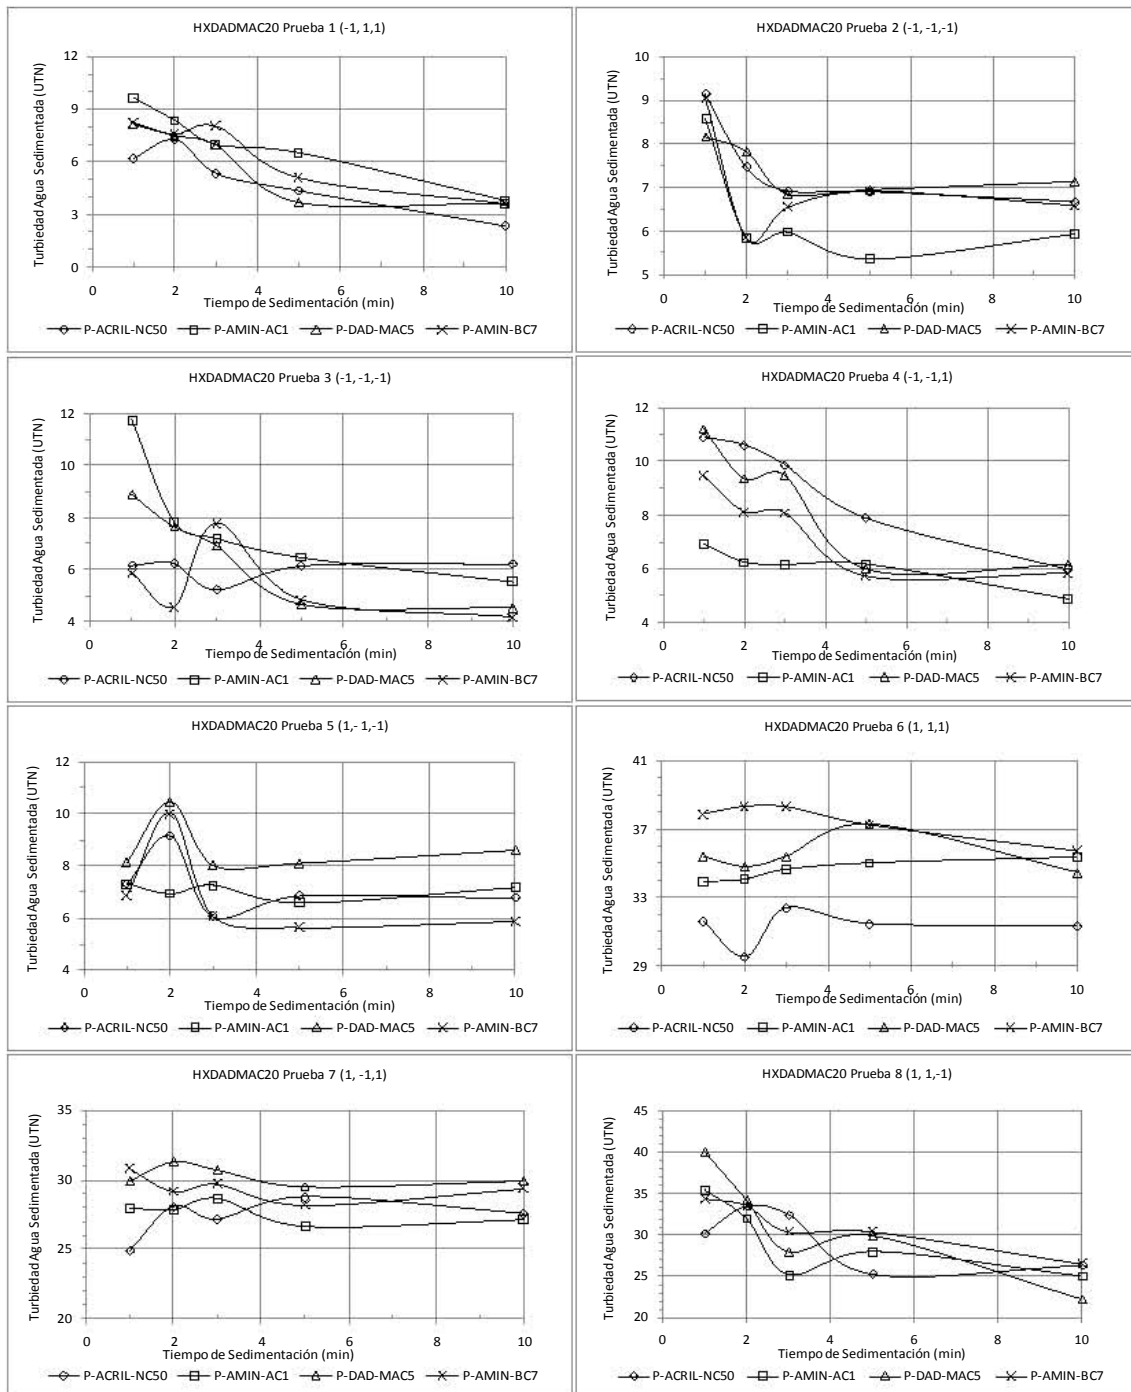 HXDADMAC20 Prueba 1 (-1, 1,1)
Turbiedad Agua Sedimentada (UTN)
12
9
6
3
0
0 2 4 6 8 10
Tiempo de Sedimentación (min)
P-ACRIL-NC50 P-AMIN-AC1 P-DAD-MAC5 P-AMIN-BC7
HXDADMAC20 Prueba 2 (-1, -1,-1)
Turbiedad Agua Sedimentada (UTN)
10
9
8
7
6
5
0 2 4 6 8 10
Tiempo de Sedimentación (min)
P-ACRIL-NC50 P-AMIN-AC1 P-DAD-MAC5 P-AMIN-BC7
HXDADMAC20 Prueba 3 (-1, -1,-1)
Turbiedad Agua Sedimentada (UTN)
12
10
8
6
4
0 2 4 6 8 10
Tiempo de Sedimentación (min)
P-ACRIL-NC50 P-AMIN-AC1 P-DAD-MAC5 P-AMIN-BC7
HXDADMAC20 Prueba 4 (-1, -1,1)
Turbiedad Agua Sedimentada (UTN)
12
10
8
6
4
0 2 4 6 8 10
Tiempo de Sedimentación (min)
P-ACRIL-NC50 P-AMIN-AC1 P-DAD-MAC5 P-AMIN-BC7
HXDADMAC20 Prueba 5 (1,- 1,-1)
Turbiedad Agua Sedimentada (UTN)
12
10
8
6
4
0 2 4 6 8 10
Tiempo de Sedimentación (min)
P-ACRIL-NC50 P-AMIN-AC1 P-DAD-MAC5 P-AMIN-BC7
HXDADMAC20 Prueba 6 (1, 1,1)
Turbiedad Agua Sedimentada (UTN)
41
37
33
29
0 2 4 6 8 10
Tiempo de Sedimentación (min)
P-ACRIL-NC50 P-AMIN-AC1 P-DAD-MAC5 P-AMIN-BC7
HXDADMAC20 Prueba 7 (1, -1,1)
Turbiedad Agua Sedimentada (UTN)
35
30
25
20
0 2 4 6 8 10
Tiempo de Sedimentación (min)
P-ACRIL-NC50 P-AMIN-AC1 P-DAD-MAC5 P-AMIN-BC7
HXDADMAC20 Prueba 8 (1, 1,-1)
Turbiedad Agua Sedimentada (UTN)
45
40
35
30
25
20
0 2 4 6 8 10
Tiempo de Sedimentación (min)
P-ACRIL-NC50 P-AMIN-AC1 P-DAD-MAC5 P-AMIN-BC7